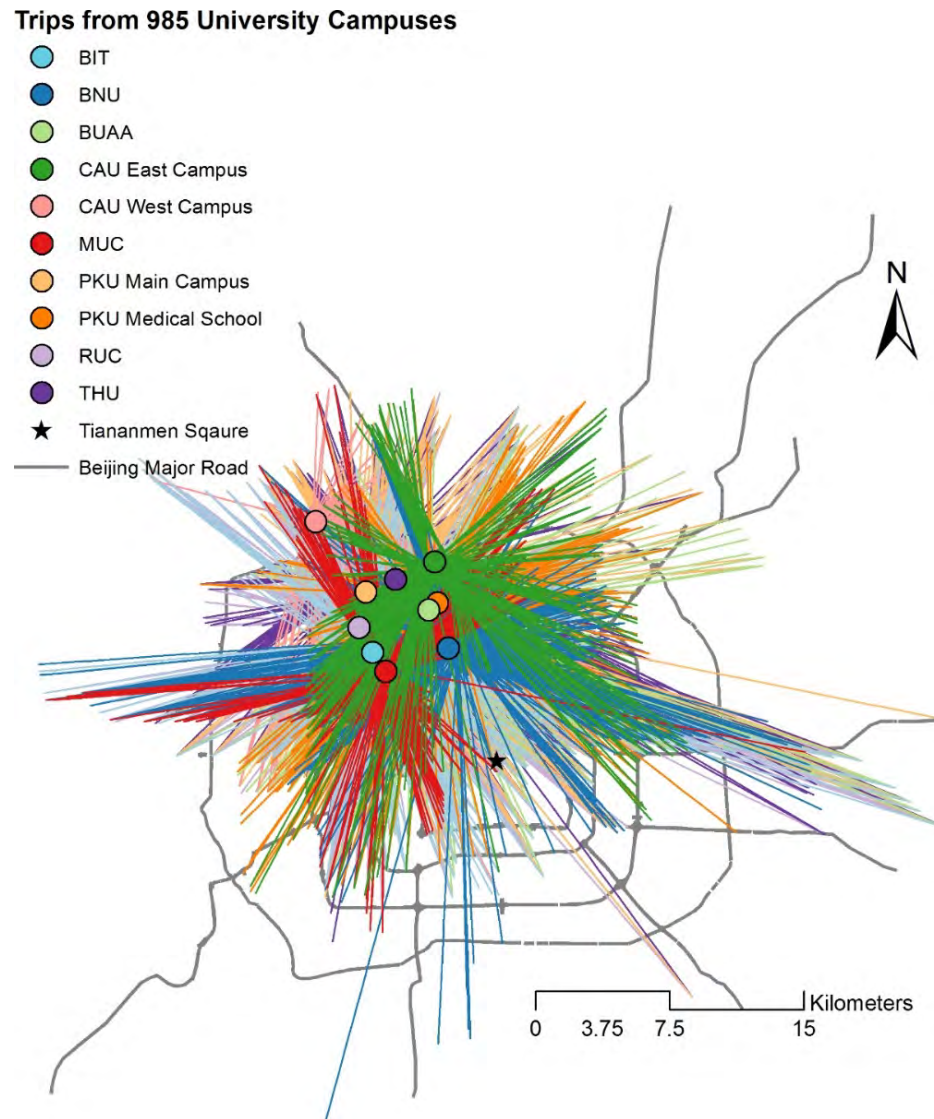 Trips from 985 University Campuses
BIT
BNU
BUAA
CAU East Campus
CAU West Campus
MUC
PKU Main Campus
PKU Medical School
RUC
THU
Tiananmen Sqaure
Beijing Major Road
N
Kilometers
0 3.75 7.5 15